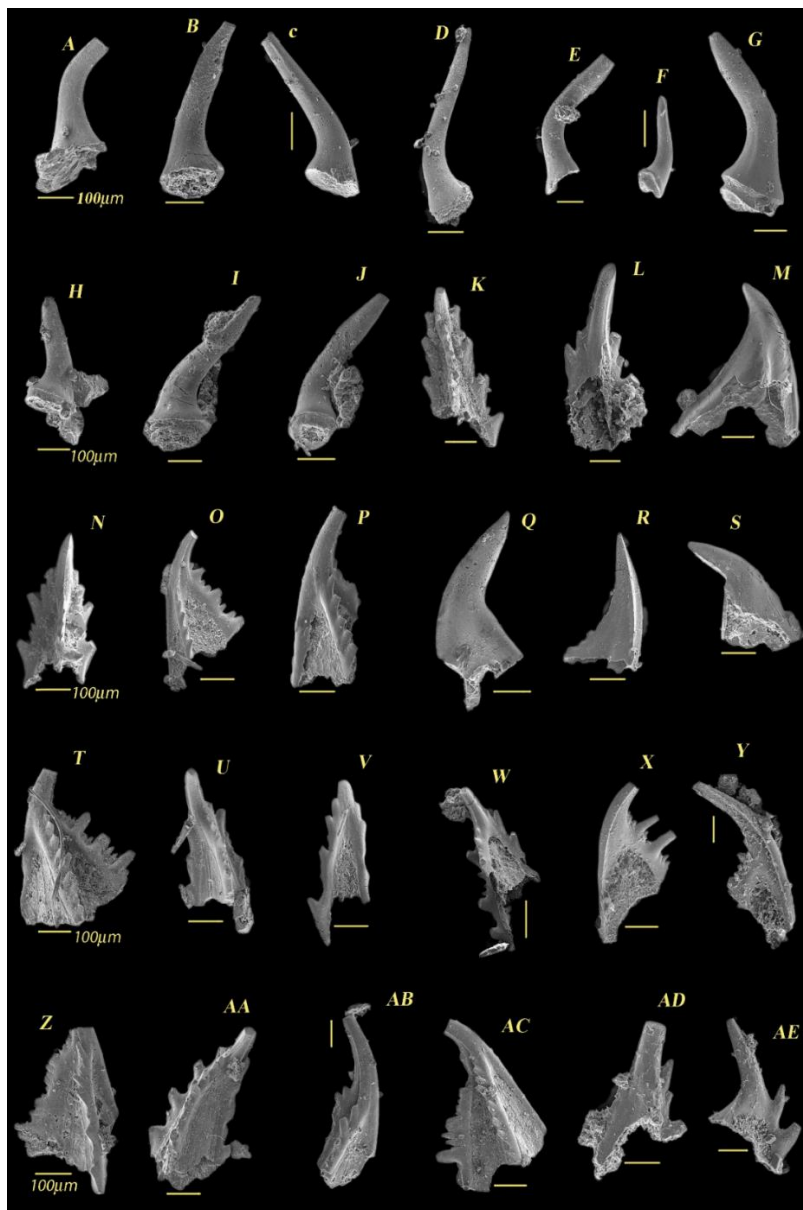 A B c D E F G
100µm
H I J K L M
100µm
N O P Q R S
100µm
T U V W X Y
100µm
Z AA AB AC AD AE
100µm